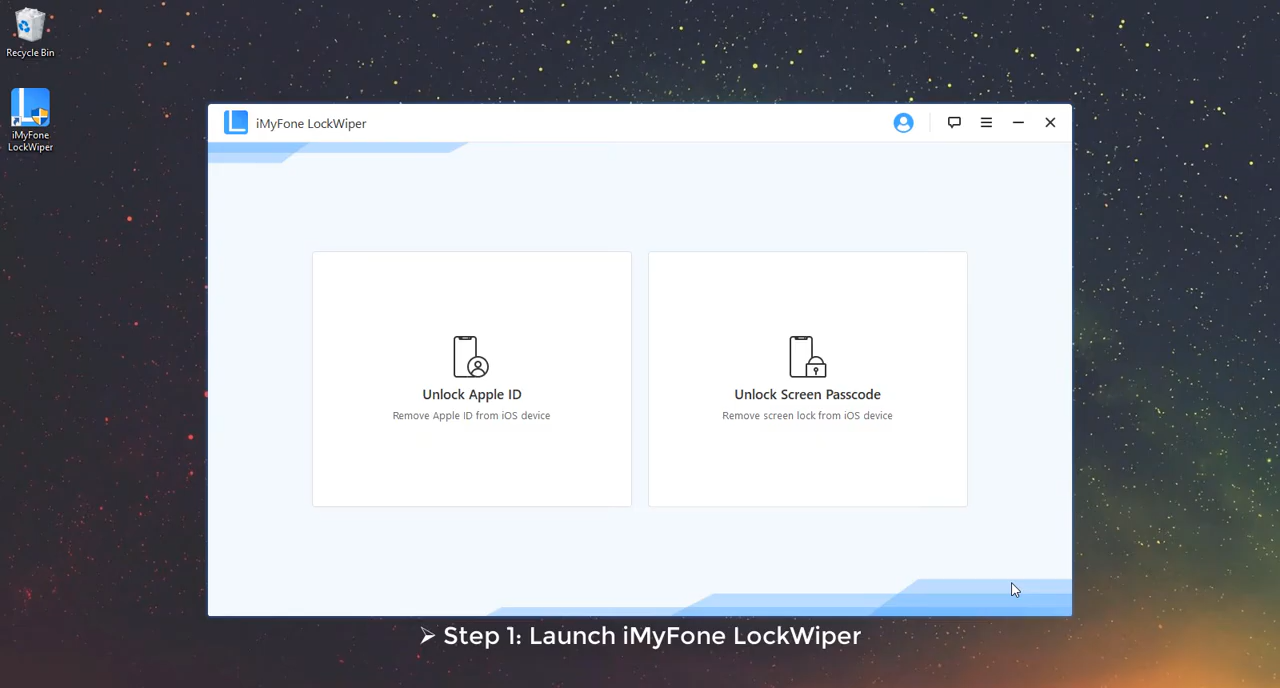 Recycle Bin
iMyFone
LockWiper
iMyFone LockWiper
Unlock Apple ID
Remove Apple ID from iOS device
Unlock Screen Passcode
Remove screen lock from iOS device
➢ Step 1: Launch iMyFone LockWiper